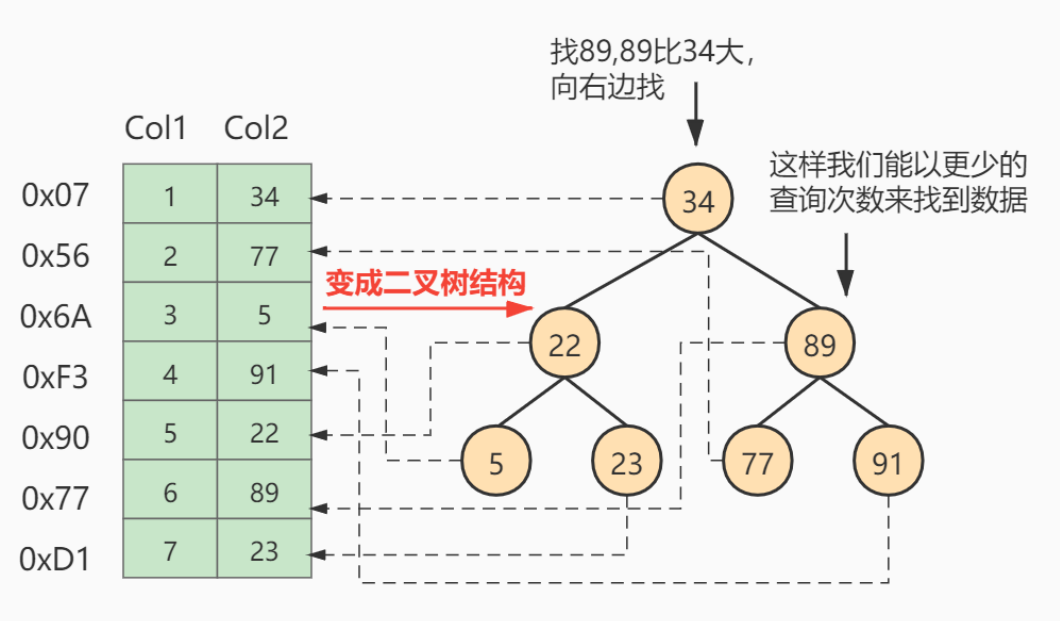 找89,89比34大，
向右边找
Col1 Col2
这样我们能以更少的
查询次数来找到数据
0x07 1 34
34
0x56 2 77
变成二叉树结构
0x6A 3 5
22
89
0xF3 4 91
0x90 5 22
5
23
77
91
0x77 6 89
0xD1 7 23